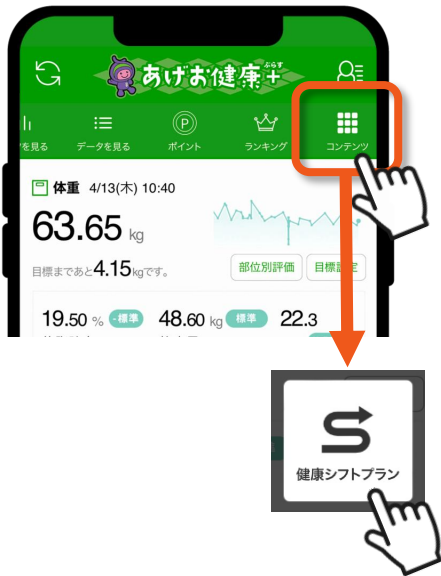 あげお健康＋
ぷらす
を見る データを見る Ⓟ ポイント ランキング コンテンツ
体重 4/13(木) 10:40
63.65 kg
目標まであと4.15kgです。 部位別評価 目標設定
19.50 % -標準 48.60 kg 標準 22.3
健康シフトプラン